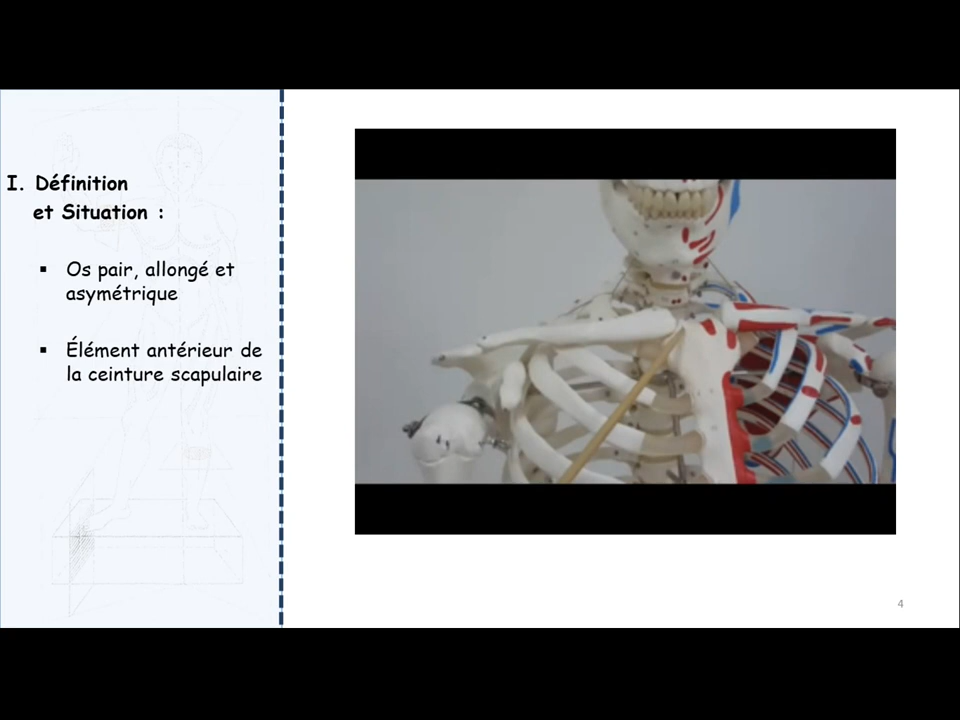 I. Définition
et Situation :
▪ Os pair, allongé et
asymétrique
▪ Élément antérieur de
la ceinture scapulaire
4